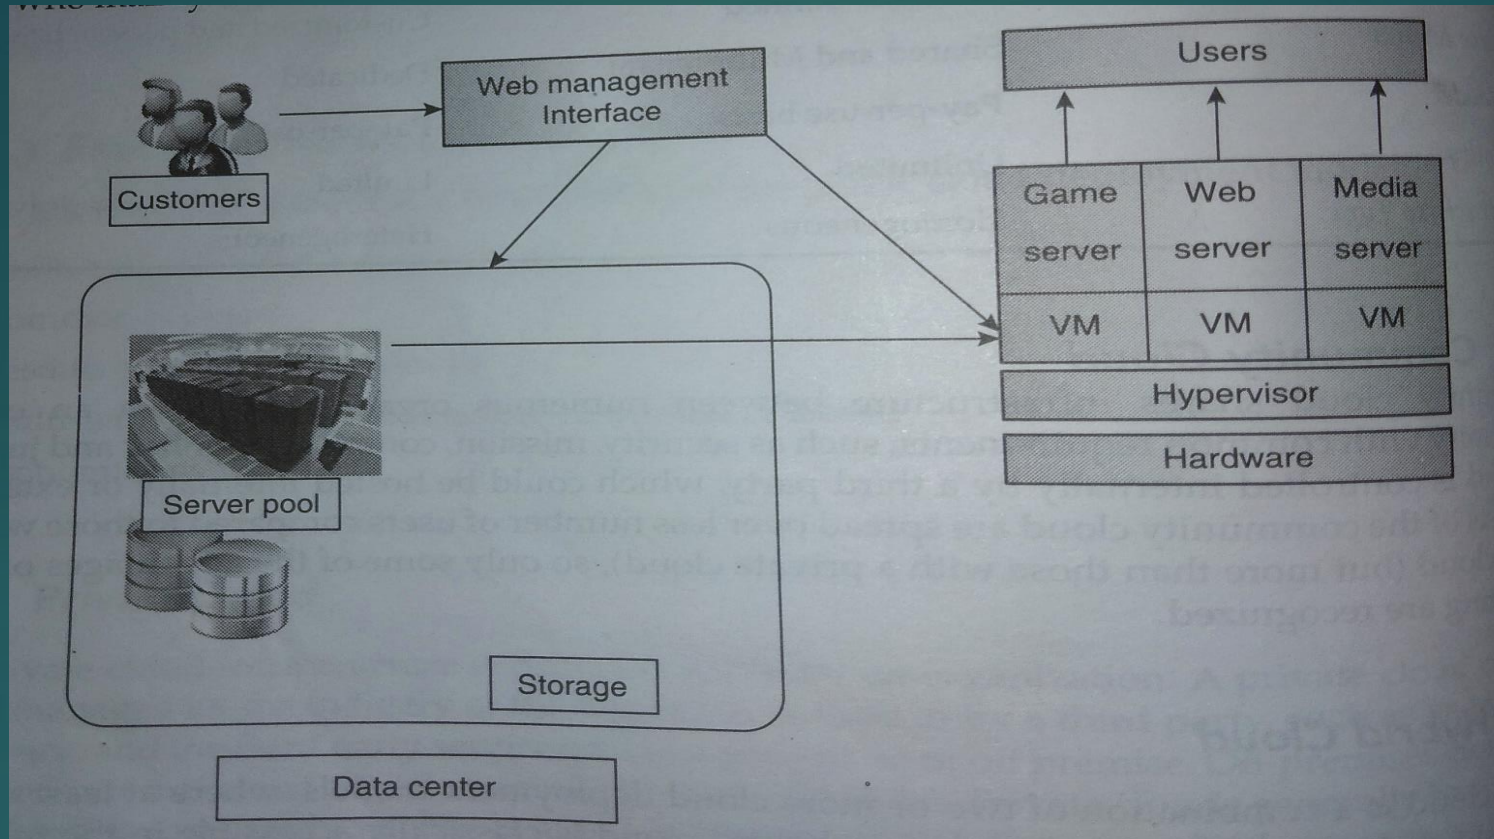 Users
Web management
Interface
Customers
Game
server
Web
server
Media
server
VM
VM
VM
Hypervisor
Hardware
Server pool
Storage
Data center